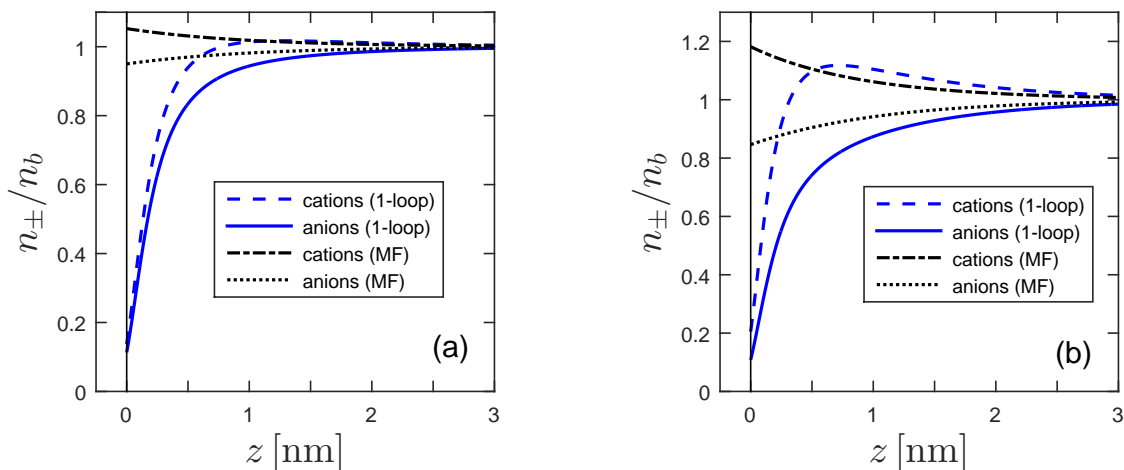 1
0.8
0.6
0.4
0.2
0
n±/nb
cations (1-loop)
anions (1-loop)
cations (MF)
anions (MF)
(a)
0 1 2 3
z [nm]
1.2
1
0.8
0.6
0.4
0.2
0
n±/nb
cations (1-loop)
anions (1-loop)
cations (MF)
anions (MF)
(b)
0 1 2 3
z [nm]